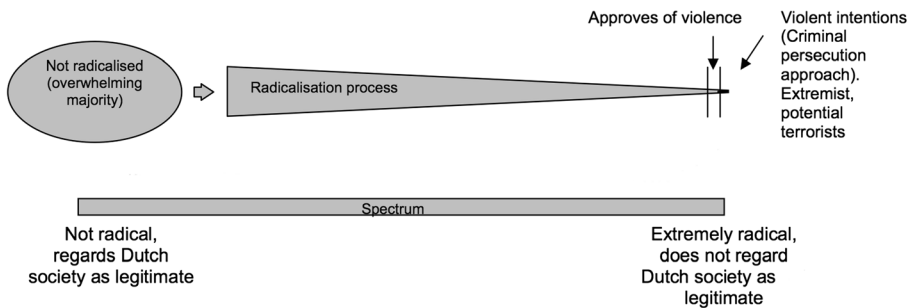 Approves of violence
Violent intentions
(Criminal
persecution
approach).
Extremist,
potential
terrorists
Not radicalised
(overwhelming
majority)
Radicalisation process
Spectrum
Not radical,
regards Dutch
society as legitimate
Extremely radical,
does not regard
Dutch society as
legitimate